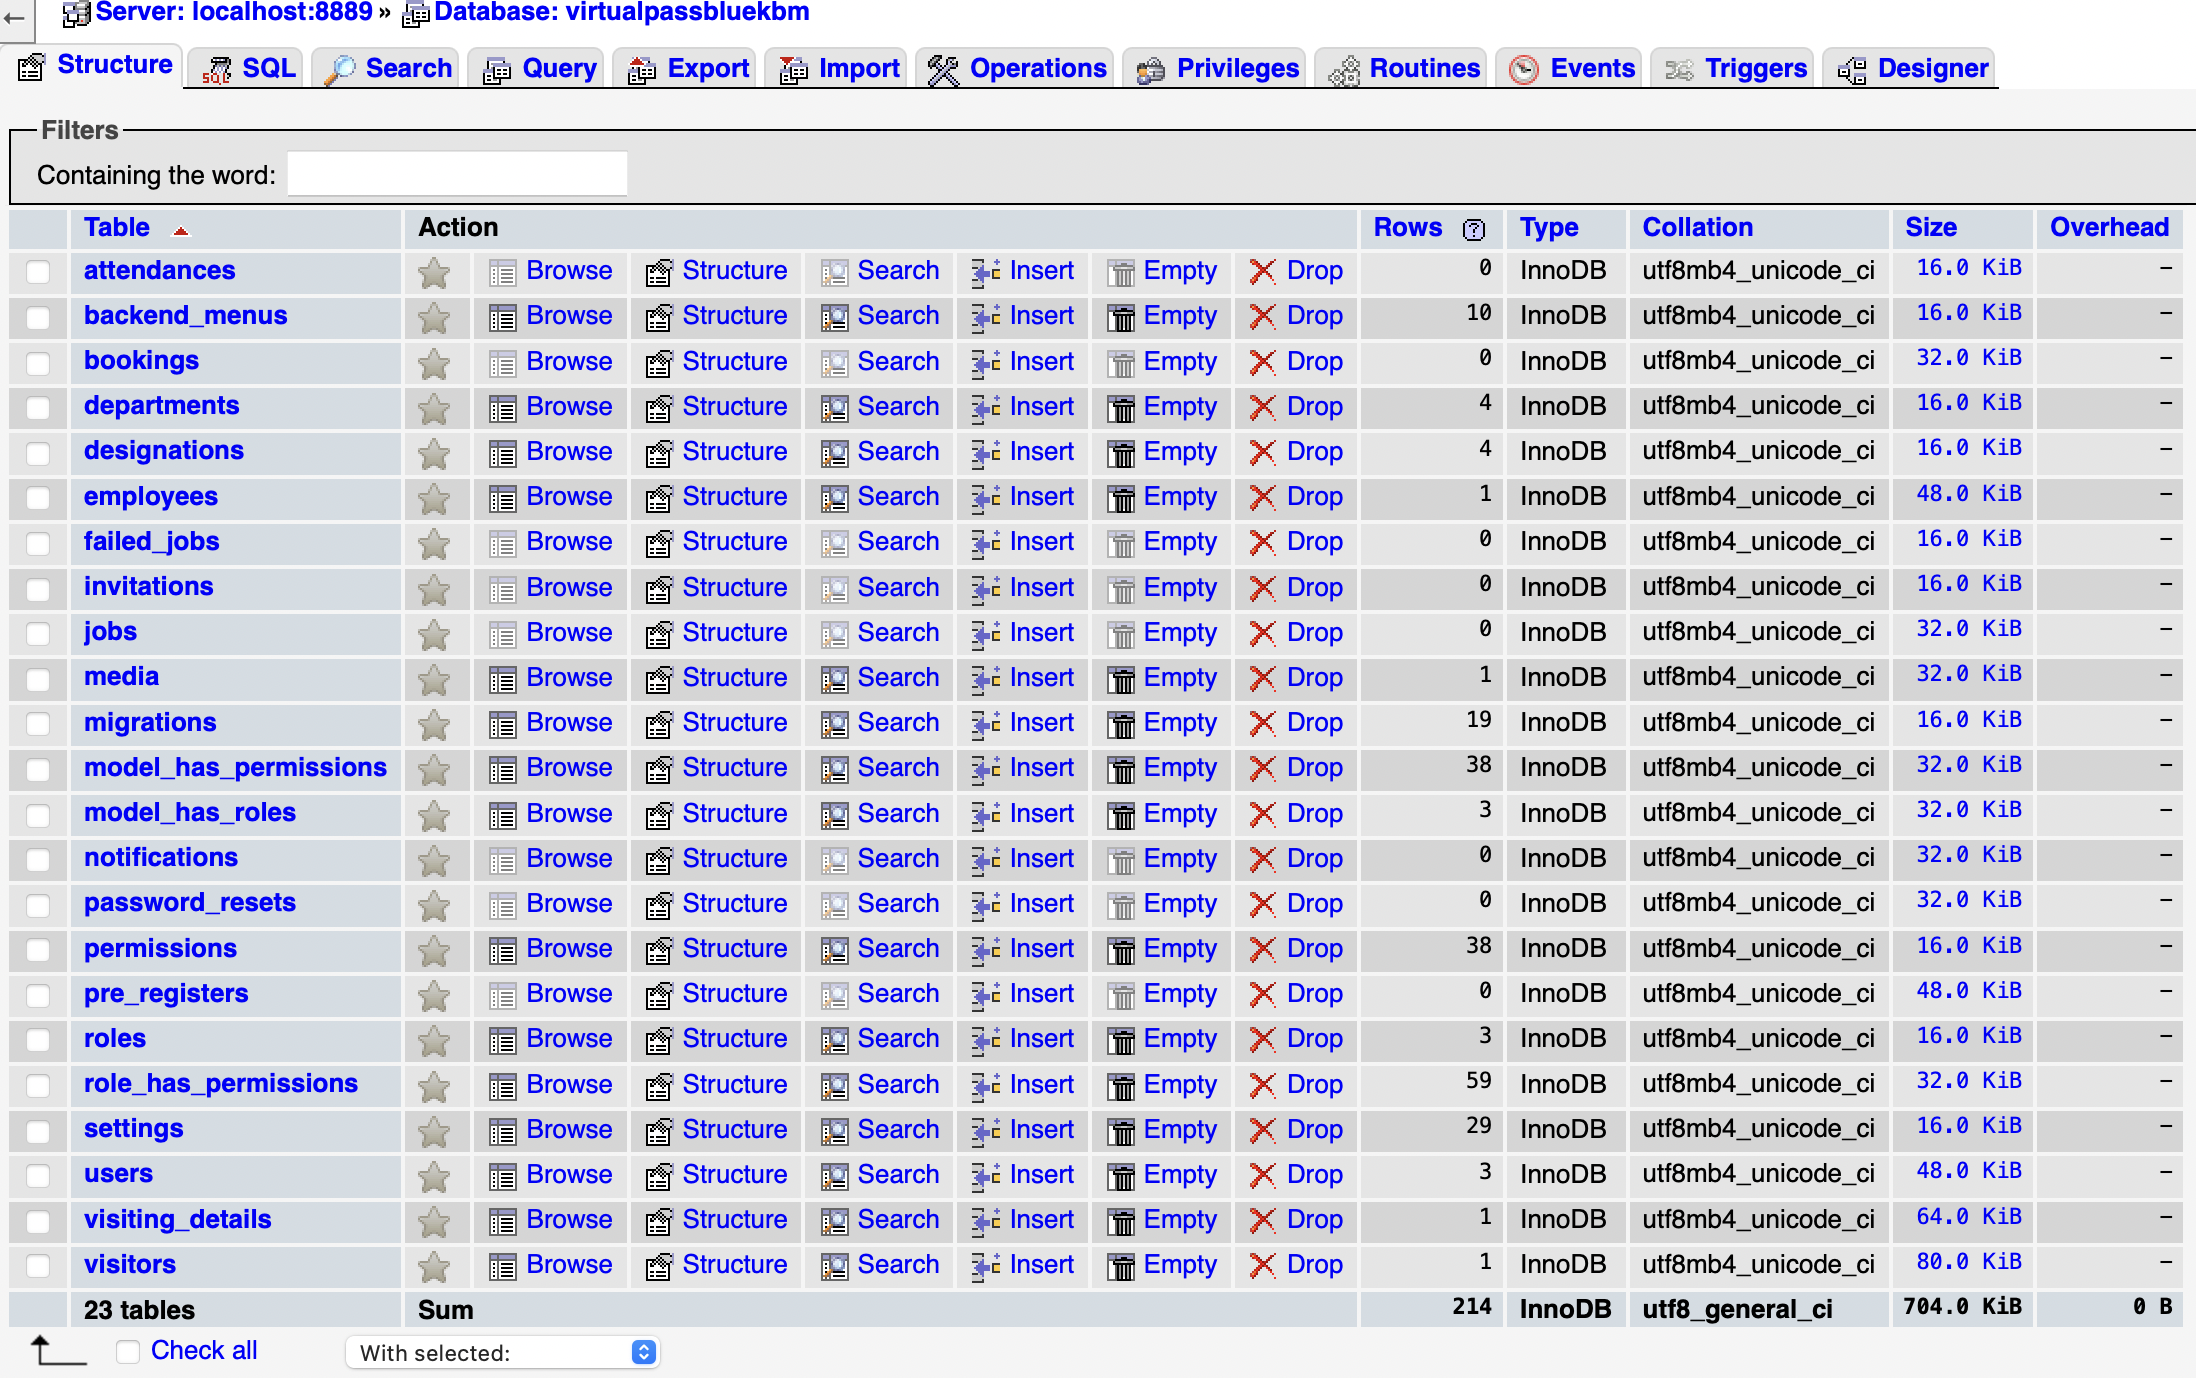 Server: localhost:8889 » Database: virtualpassbluekbm
Structure SQL Search Query Export Import Operations Privileges Routines Events Triggers Designer
Filters
Containing the word:
Table Action Rows Type Collation Size Overhead
attendances Browse Structure Search Insert Empty Drop 0 InnoDB utf8mb4_unicode_ci 16.0 KiB –
backend_menus Browse Structure Search Insert Empty Drop 10 InnoDB utf8mb4_unicode_ci 16.0 KiB –
bookings Browse Structure Search Insert Empty Drop 0 InnoDB utf8mb4_unicode_ci 32.0 KiB –
departments Browse Structure Search Insert Empty Drop 4 InnoDB utf8mb4_unicode_ci 16.0 KiB –
designations Browse Structure Search Insert Empty Drop 4 InnoDB utf8mb4_unicode_ci 16.0 KiB –
employees Browse Structure Search Insert Empty Drop 1 InnoDB utf8mb4_unicode_ci 48.0 KiB –
failed_jobs Browse Structure Search Insert Empty Drop 0 InnoDB utf8mb4_unicode_ci 16.0 KiB –
invitations Browse Structure Search Insert Empty Drop 0 InnoDB utf8mb4_unicode_ci 16.0 KiB –
jobs Browse Structure Search Insert Empty Drop 0 InnoDB utf8mb4_unicode_ci 32.0 KiB –
media Browse Structure Search Insert Empty Drop 1 InnoDB utf8mb4_unicode_ci 32.0 KiB –
migrations Browse Structure Search Insert Empty Drop 19 InnoDB utf8mb4_unicode_ci 16.0 KiB –
model_has_permissions Browse Structure Search Insert Empty Drop 38 InnoDB utf8mb4_unicode_ci 32.0 KiB –
model_has_roles Browse Structure Search Insert Empty Drop 3 InnoDB utf8mb4_unicode_ci 32.0 KiB –
notifications Browse Structure Search Insert Empty Drop 0 InnoDB utf8mb4_unicode_ci 32.0 KiB –
password_resets Browse Structure Search Insert Empty Drop 0 InnoDB utf8mb4_unicode_ci 32.0 KiB –
permissions Browse Structure Search Insert Empty Drop 38 InnoDB utf8mb4_unicode_ci 16.0 KiB –
pre_registers Browse Structure Search Insert Empty Drop 0 InnoDB utf8mb4_unicode_ci 48.0 KiB –
roles Browse Structure Search Insert Empty Drop 3 InnoDB utf8mb4_unicode_ci 16.0 KiB –
role_has_permissions Browse Structure Search Insert Empty Drop 59 InnoDB utf8mb4_unicode_ci 32.0 KiB –
settings Browse Structure Search Insert Empty Drop 29 InnoDB utf8mb4_unicode_ci 16.0 KiB –
users Browse Structure Search Insert Empty Drop 3 InnoDB utf8mb4_unicode_ci 48.0 KiB –
visiting_details Browse Structure Search Insert Empty Drop 1 InnoDB utf8mb4_unicode_ci 64.0 KiB –
visitors Browse Structure Search Insert Empty Drop 1 InnoDB utf8mb4_unicode_ci 80.0 KiB –
23 tables Sum 214 InnoDB utf8_general_ci 704.0 KiB 0 B
Check all With selected: